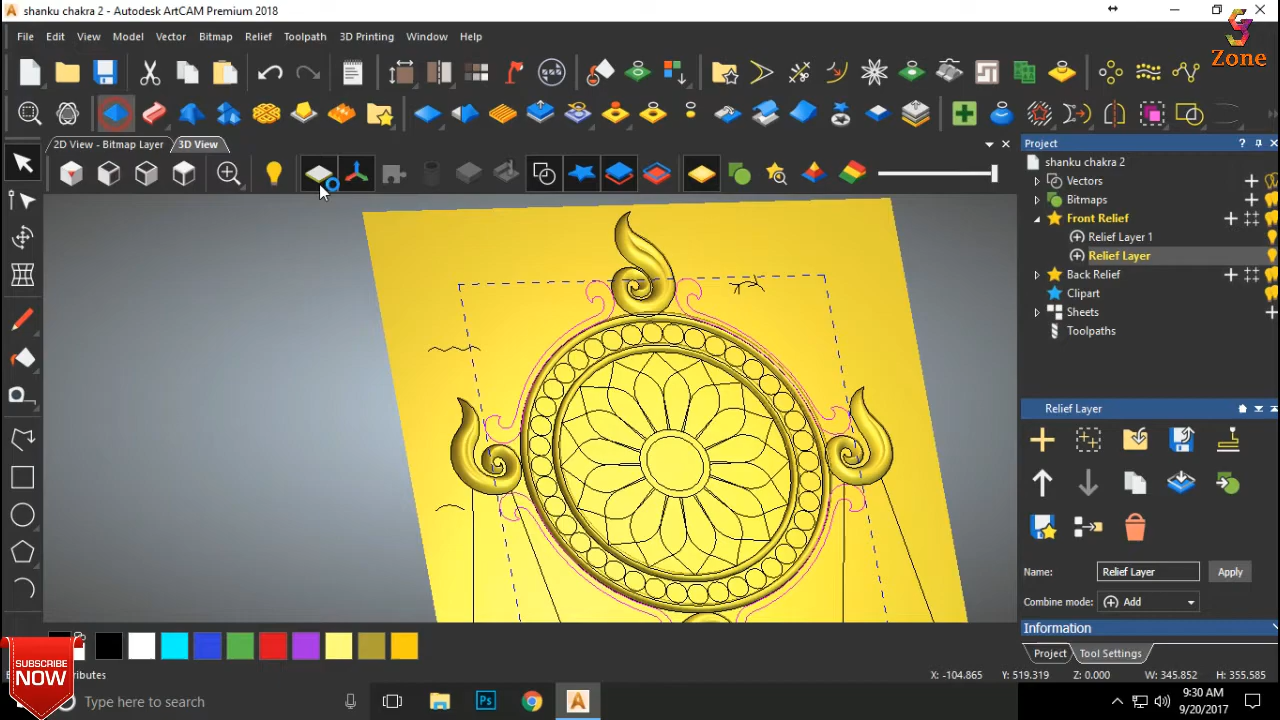 shanku chakra 2 - Autodesk ArtCAM Premium 2018
File Edit View Model Vector Bitmap Relief Toolpath 3D Printing Window Help
Zone
2D View - Bitmap Layer 3D View
Project
shanku chakra 2
Vectors
Bitmaps
Front Relief
Relief Layer 1
Relief Layer
Back Relief
Clipart
Sheets
Toolpaths
Relief Layer
Name: Relief Layer Apply
Combine mode: Add
Information
Project Tool Settings
SUBSCRIBE
NOW
X: -104.865 Y: 519.319 Z: 0.000 W: 345.852 H: 355.585
Type here to search
9:30 AM
9/20/2017